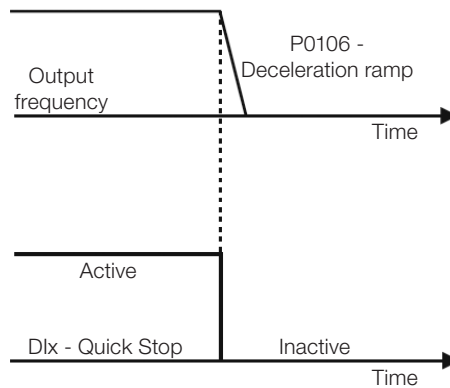 P0106 -
Deceleration ramp
Output
frequency
Time
Active
DIx - Quick Stop
Inactive
Time